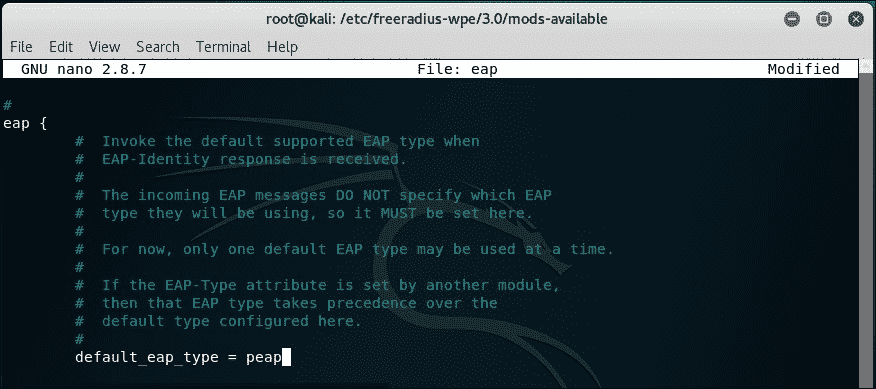 root@kali: /etc/freeradius-wpe/3.0/mods-available
File Edit View Search Terminal Help
GNU nano 2.8.7 File: eap Modified
#
eap {
# Invoke the default supported EAP type when
# EAP-Identity response is received.
#
# The incoming EAP messages DO NOT specify which EAP
# type they will be using, so it MUST be set here.
#
# For now, only one default EAP type may be used at a time.
#
# If the EAP-Type attribute is set by another module,
# then that EAP type takes precedence over the
# default type configured here.
#
default_eap_type = peap